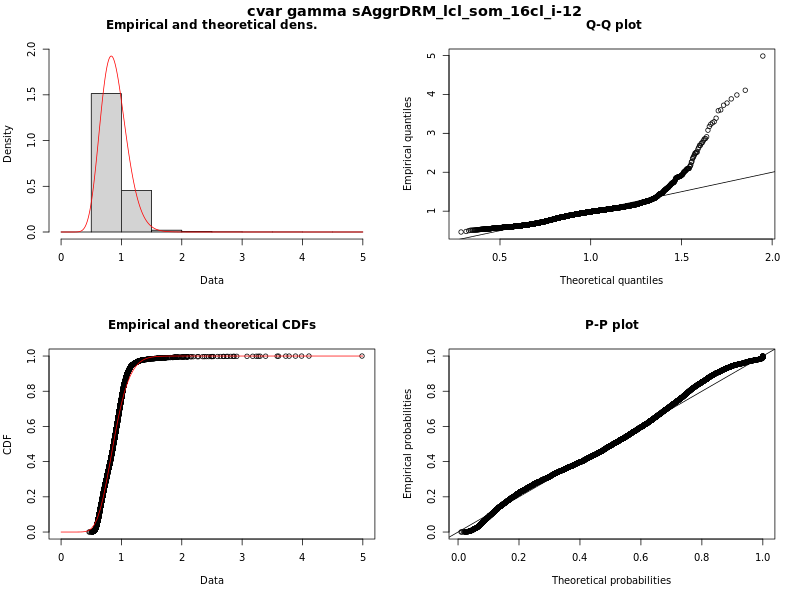 cvar gamma sAggrDRM_lcl_som_16cl_i-12
Empirical and theoretical dens.
Density
0.0 0.5 1.0 1.5 2.0
0 1 2 3 4 5
Data
Q-Q plot
Empirical quantiles
1 2 3 4 5
0.5 1.0 1.5 2.0
Theoretical quantiles
Empirical and theoretical CDFs
CDF
0.0 0.2 0.4 0.6 0.8 1.0
0 1 2 3 4 5
Data
P-P plot
Empirical probabilities
0.0 0.2 0.4 0.6 0.8 1.0
0.0 0.2 0.4 0.6 0.8 1.0
Theoretical probabilities